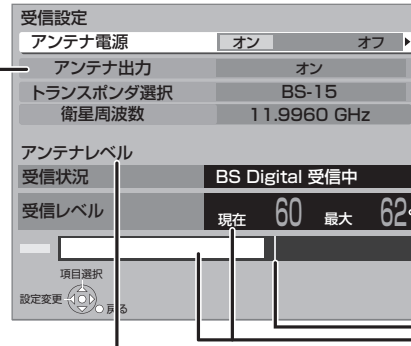 受信設定
アンテナ電源 オン オフ
アンテナ出力 オン
トランスポンダ選択 BS-15
衛星周波数 11.9960 GHz
アンテナレベル
受信状況 BS Digital 受信中
受信レベル 現在 60 最大 62
項目選択
設定変更 戻る